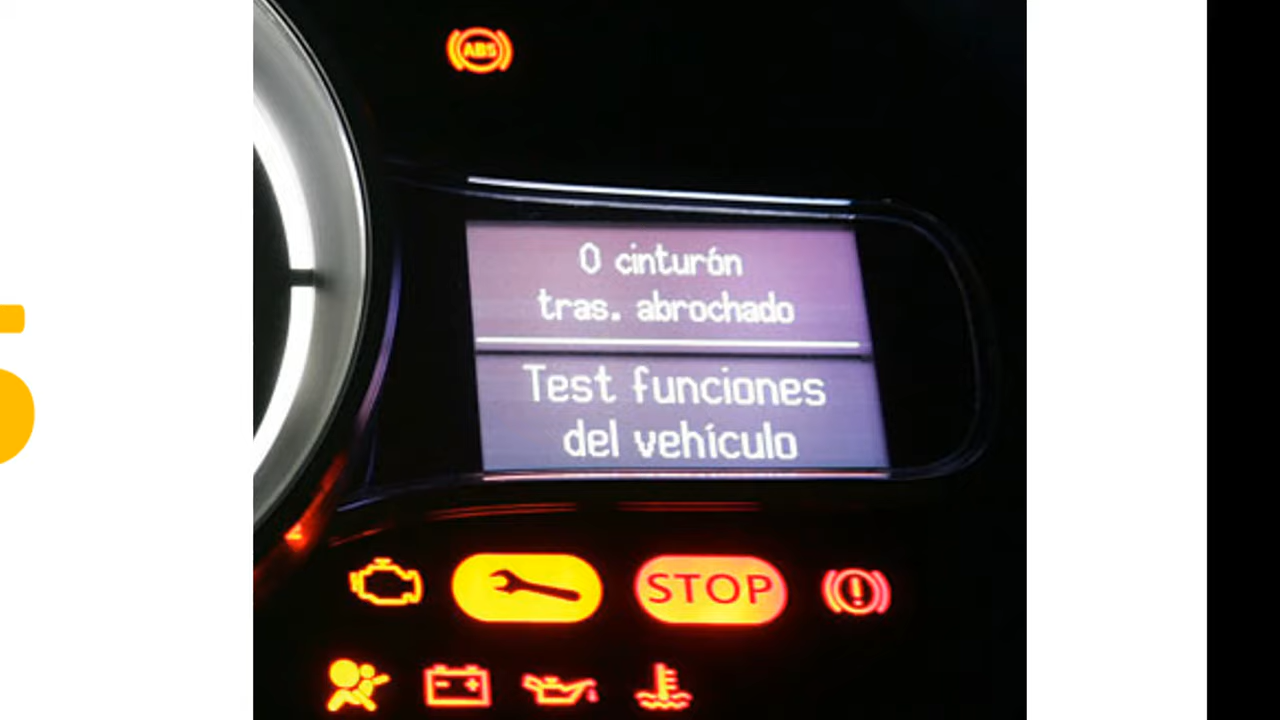 ABS
0 cinturón
tras. abrochado
Test funciones
del vehículo
STOP